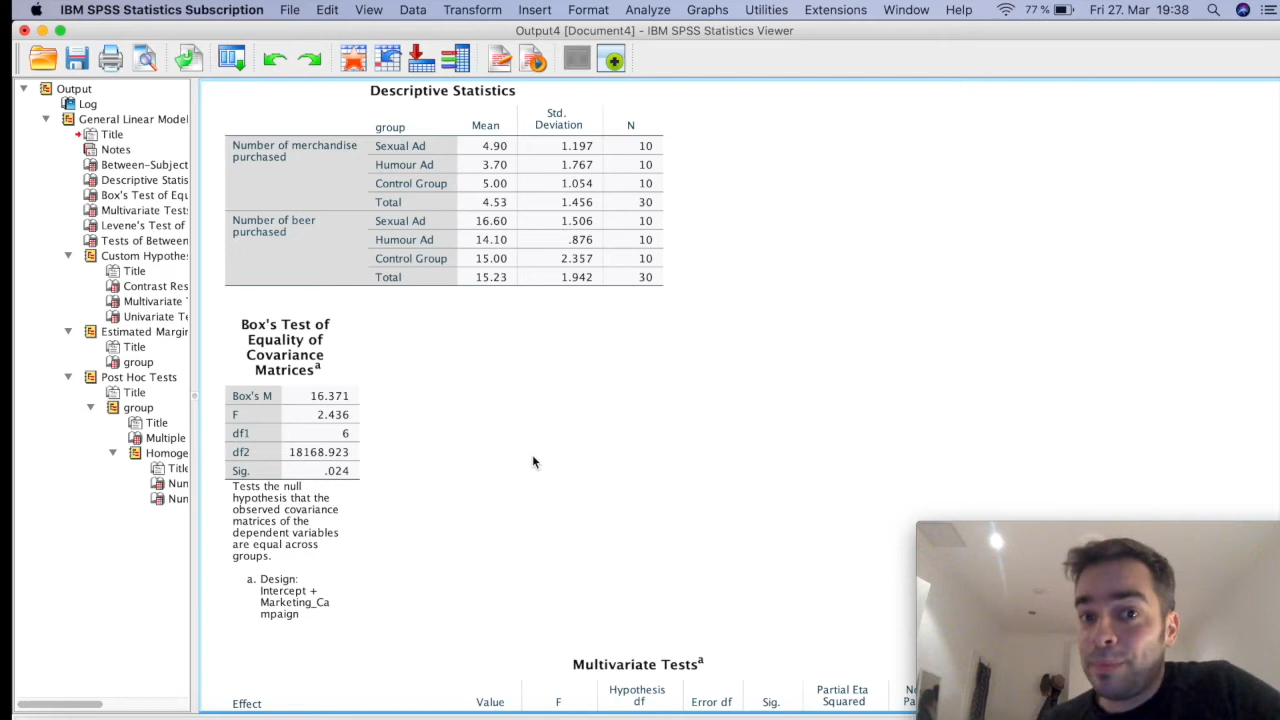 IBM SPSS Statistics Subscription File Edit View Data Transform Insert Format Analyze Graphs Utilities Extensions Window Help 77 % Fri 27. Mar 19:38
Output4 [Document4] - IBM SPSS Statistics Viewer
Output
Log
General Linear Model
Title
Notes
Between-Subject
Descriptive Statis
Box's Test of Equ
Multivariate Tests
Levene's Test of
Tests of Between
Custom Hypothes
Title
Contrast Res
Multivariate
Univariate Te
Estimated Margin
Title
group
Post Hoc Tests
Title
group
Title
Multiple
Homoge
Title
Num
Num
Descriptive Statistics
group Mean Std. Deviation N
Number of merchandise purchased Sexual Ad 4.90 1.197 10
Humour Ad 3.70 1.767 10
Control Group 5.00 1.054 10
Total 4.53 1.456 30
Number of beer purchased Sexual Ad 16.60 1.506 10
Humour Ad 14.10 .876 10
Control Group 15.00 2.357 10
Total 15.23 1.942 30
Box's Test of
Equality of
Covariance
Matricesa
Box's M 16.371
F 2.436
df1 6
df2 18168.923
Sig. .024
Tests the null
hypothesis that the
observed covariance
matrices of the
dependent variables
are equal across
groups.
a. Design:
Intercept +
Marketing_Ca
mpaign
Multivariate Testsa
Effect Value F Hypothesis df Error df Sig. Partial Eta Squared